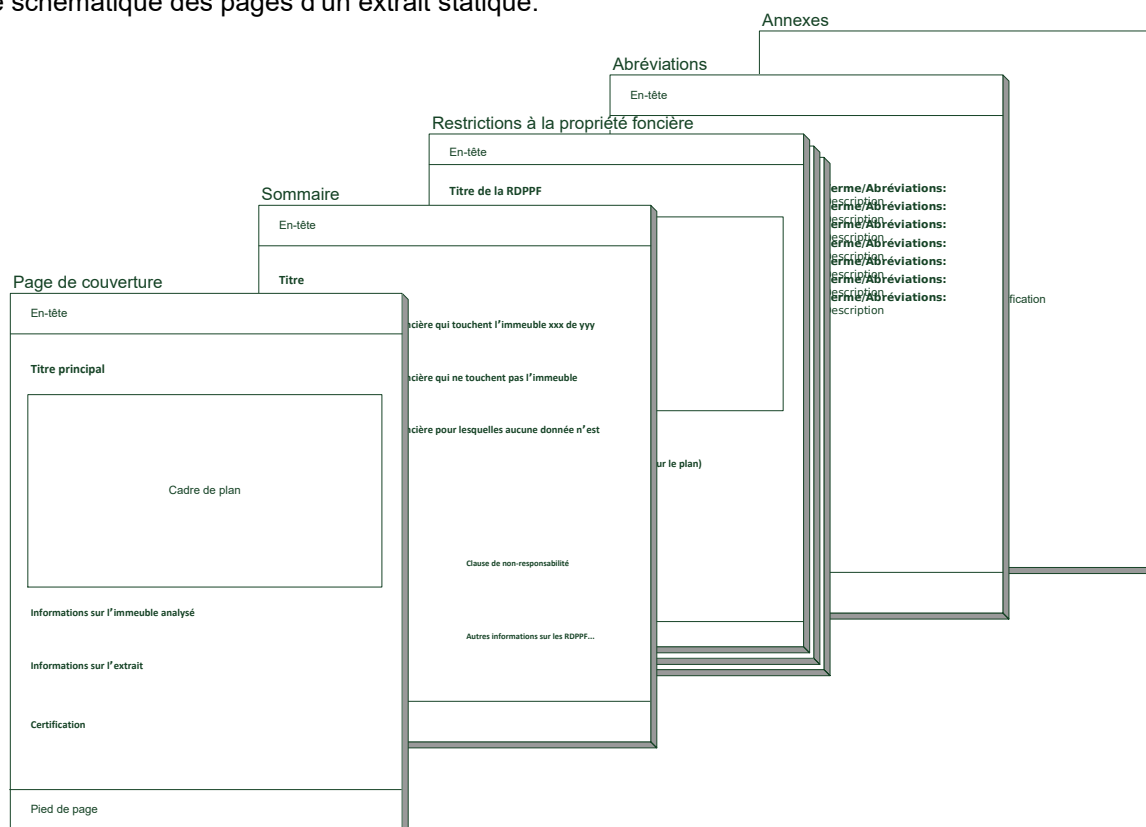 schématique des pages d'un extrait statique.
Annexes
Abréviations
En-tête
Restrictions à la propriété foncière
En-tête
Titre de la RDPPF
Sommaire
En-tête
Titre
Page de couverture
En-tête
Titre principal
Cadre de plan
Informations sur l'immeuble analysé
Informations sur l'extrait
Certification
Pied de page
ncière qui touchent l'immeuble xxx de yyy
ncière qui ne touchent pas l'immeuble
ncière pour lesquelles aucune donnée n'est
Clause de non-responsabilité
Autres informations sur les RDPPF...
ur le plan)
erme/Abréviations:
escription
erme/Abréviations:
escription
erme/Abréviations:
escription
erme/Abréviations:
escription
erme/Abréviations:
escription
erme/Abréviations:
escription
erme/Abréviations:
escription
fication